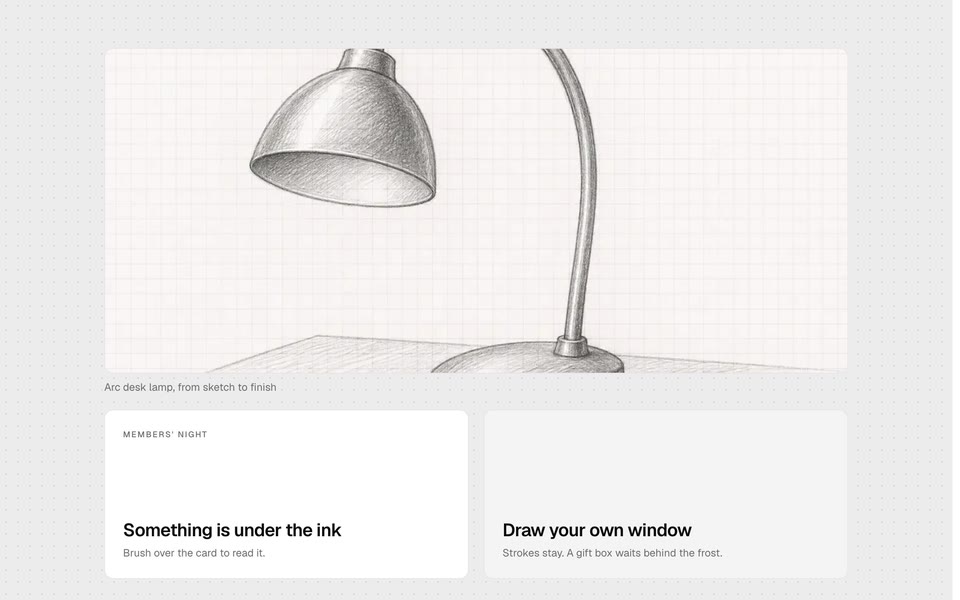 Arc desk lamp, from sketch to finish
MEMBERS' NIGHT
Something is under the ink
Brush over the card to read it.
Draw your own window
Strokes stay. A gift box waits behind the frost.